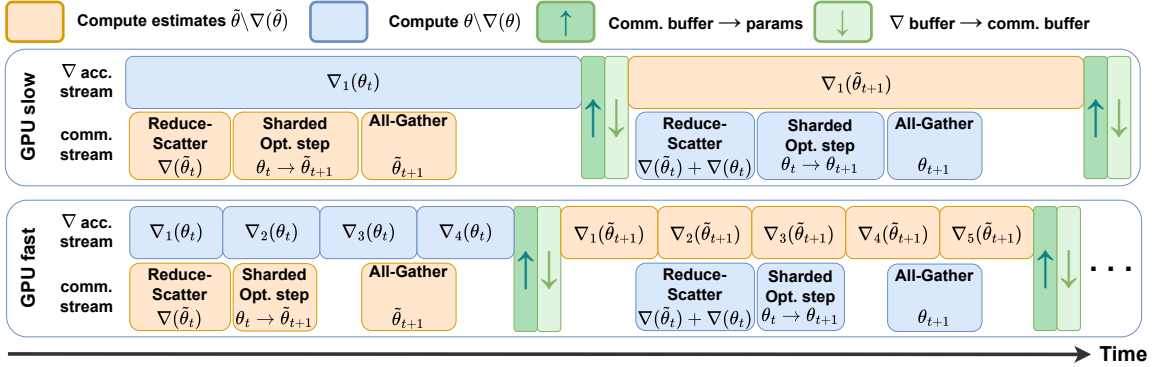 Compute estimates θ̃\∇(θ̃)
Compute θ\∇(θ)
↑
Comm. buffer → params
↓
∇ buffer → comm. buffer
GPU slow
∇ acc.
stream
∇₁(θₜ)
↑
↓
∇₁(θ̃ₜ₊₁)
↑
↓
comm.
stream
Reduce-
Scatter
∇(θ̃ₜ)
Sharded
Opt. step
θₜ → θ̃ₜ₊₁
All-Gather
θ̃ₜ₊₁
Reduce-
Scatter
∇(θ̃ₜ) + ∇(θₜ)
Sharded
Opt. step
θₜ → θₜ₊₁
All-Gather
θₜ₊₁
GPU fast
∇ acc.
stream
∇₁(θₜ)
∇₂(θₜ)
∇₃(θₜ)
∇₄(θₜ)
↑
↓
∇₁(θ̃ₜ₊₁)
∇₂(θ̃ₜ₊₁)
∇₃(θ̃ₜ₊₁)
∇₄(θ̃ₜ₊₁)
∇₅(θ̃ₜ₊₁)
↑
↓
comm.
stream
Reduce-
Scatter
∇(θ̃ₜ)
Sharded
Opt. step
θₜ → θ̃ₜ₊₁
All-Gather
θ̃ₜ₊₁
Reduce-
Scatter
∇(θ̃ₜ) + ∇(θₜ)
Sharded
Opt. step
θₜ → θₜ₊₁
All-Gather
θₜ₊₁
. . .
Time